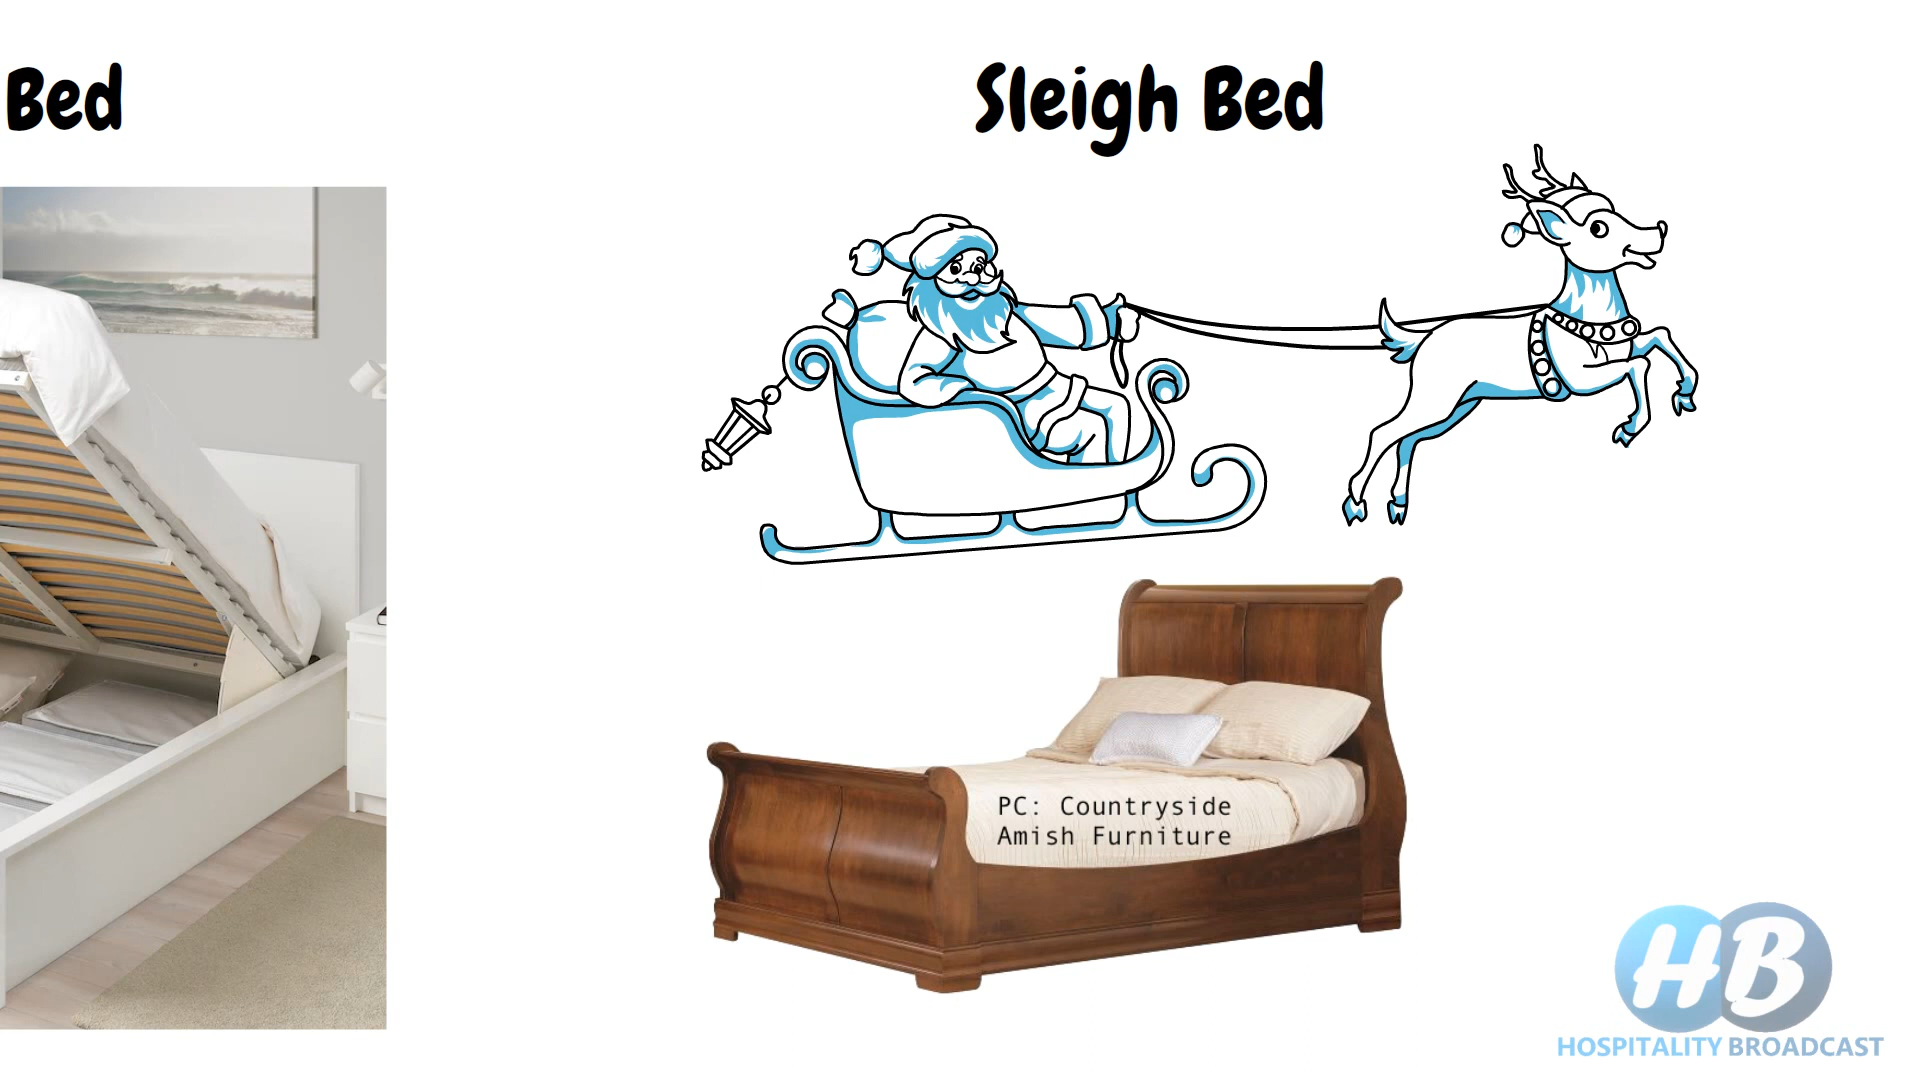 Bed
Sleigh Bed
PC: Countryside
Amish Furniture
HB
HOSPITALITY BROADCAST